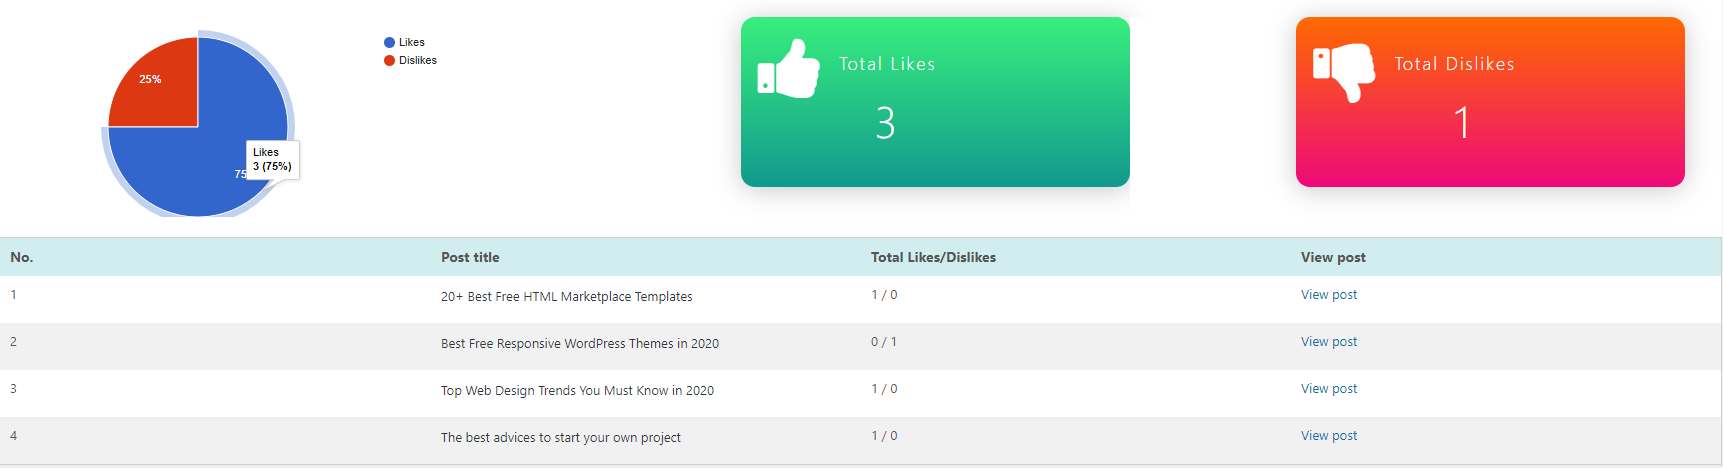 Likes
Dislikes
25%
Likes
3 (75%)
Total Likes
3
Total Dislikes
1
No. Post title Total Likes/Dislikes View post
1 20+ Best Free HTML Marketplace Templates 1 / 0 View post
2 Best Free Responsive WordPress Themes in 2020 0 / 1 View post
3 Top Web Design Trends You Must Know in 2020 1 / 0 View post
4 The best advices to start your own project 1 / 0 View post